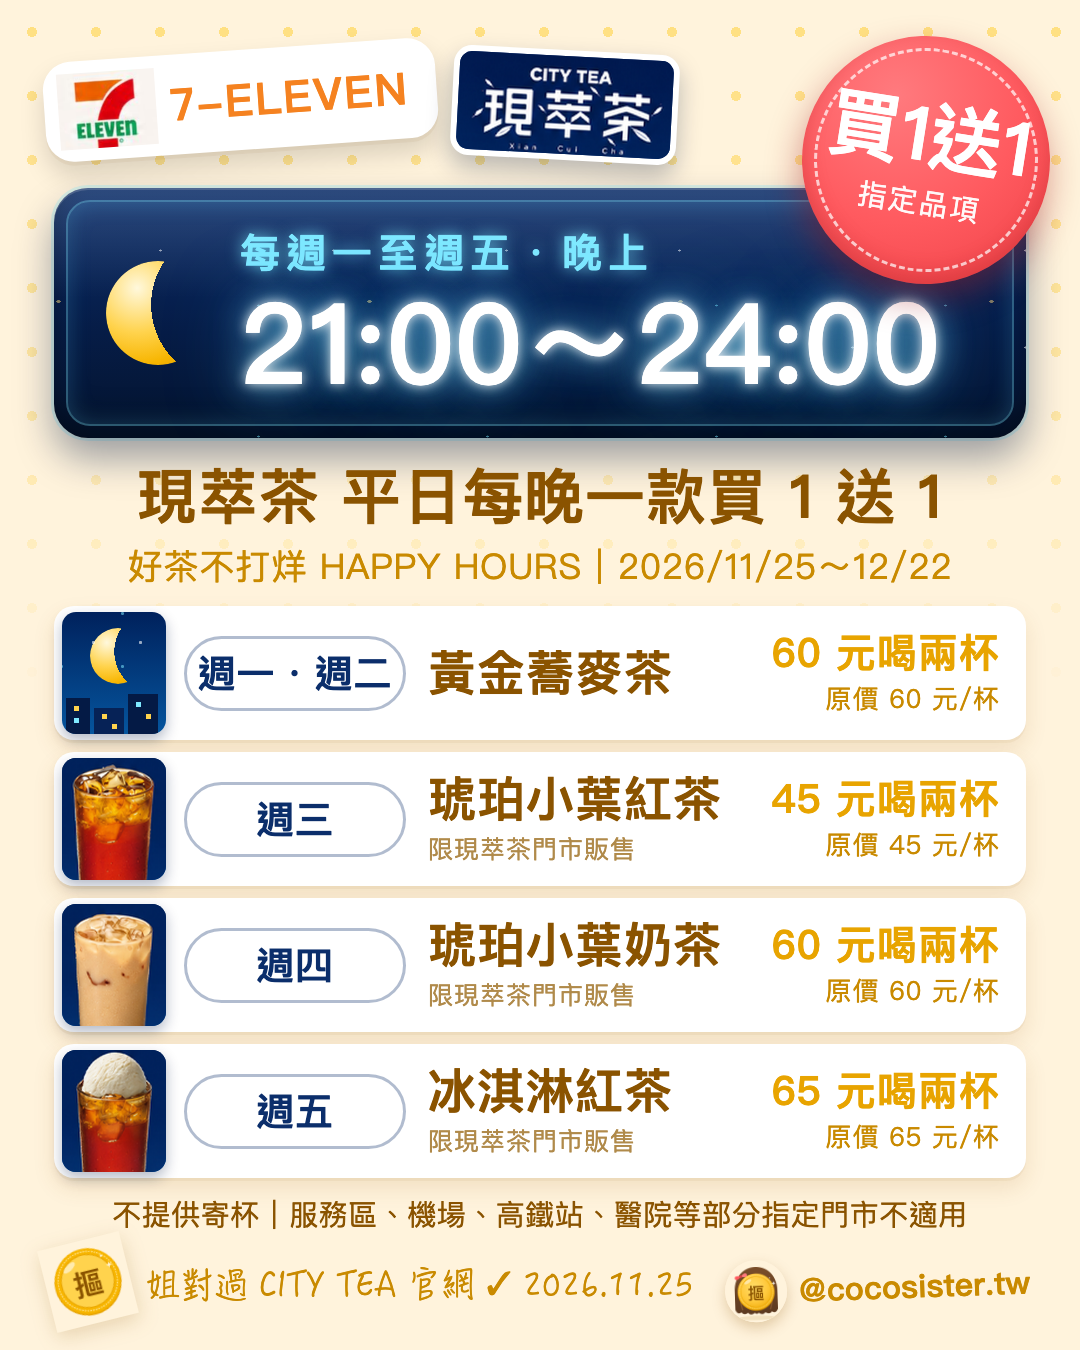 7-ELEVEN
ELEVEN
CITY TEA
現萃茶
Xian Cui Cha
買1送1
指定品項
每週一至週五·晚上
21:00～24:00
現萃茶 平日每晚一款買 1 送 1
好茶不打烊 HAPPY HOURS｜2026/11/25～12/22
週一·週二
黃金蕎麥茶
60 元喝兩杯
原價 60 元/杯
週三
琥珀小葉紅茶
限現萃茶門市販售
45 元喝兩杯
原價 45 元/杯
週四
琥珀小葉奶茶
限現萃茶門市販售
60 元喝兩杯
原價 60 元/杯
週五
冰淇淋紅茶
限現萃茶門市販售
65 元喝兩杯
原價 65 元/杯
不提供寄杯｜服務區、機場、高鐵站、醫院等部分指定門市不適用
摳
姐對過 CITY TEA 官網 ✓ 2026.11.25
摳
@cocosister.tw